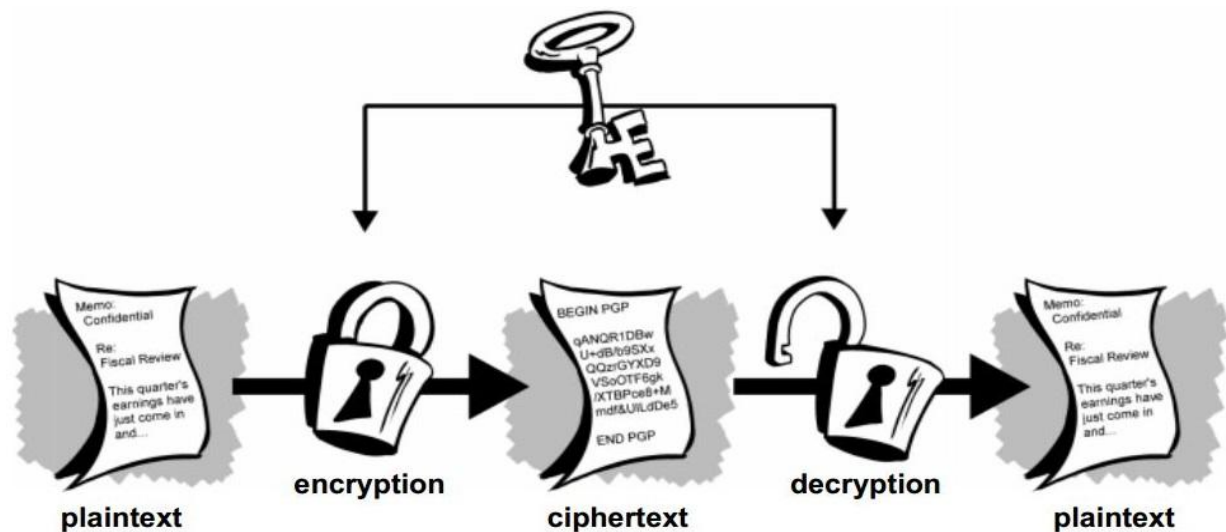 Memo:
Confidential
Re:
Fiscal Review
This quarter's
earnings have
just come in
and...
BEGIN PGP
qANQR1DBw
U+dB/b9SXx
QQzrGYXD9
VSoOTF6gk
/XTBPce8+M
mdf&UILdDe5
END PGP
Memo:
Confidential
Re:
Fiscal Review
This quarter's
earnings have
just come in
and...
encryption
decryption
plaintext
ciphertext
plaintext